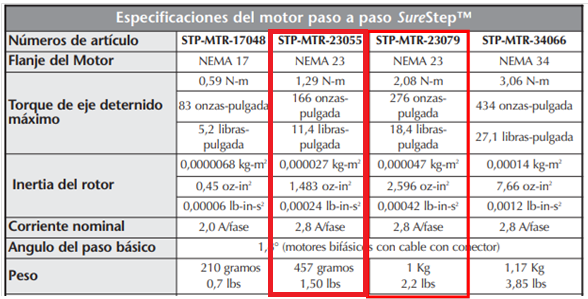 Especificaciones del motor paso a paso SureStep™
Números de artículo STP-MTR-17048 STP-MTR-23055 STP-MTR-23079 STP-MTR-34066
Flanje del Motor NEMA 17 NEMA 23 NEMA 23 NEMA 34
Torque de eje deternido máximo
0,59 N-m 1,29 N-m 2,08 N-m 3,06 N-m
83 onzas-pulgada 166 onzas-pulgada 276 onzas-pulgada 434 onzas-pulgada
5,2 libras-pulgada 11,4 libras-pulgada 18,4 libras-pulgada 27,1 libras-pulgada
Inertia del rotor
0,0000068 kg-m² 0,000027 kg-m² 0,000047 kg-m² 0,00014 kg-m²
0,45 oz-in² 1,483 oz-in² 2,596 oz-in² 7,66 oz-in²
0,00006 lb-in-s² 0,00024 lb-in-s² 0,00042 lb-in-s² 0,0012 lb-in-s²
Corriente nominal 2,0 A/fase 2,8 A/fase 2,8 A/fase 2,8 A/fase
Angulo del paso básico (motores bifásicos con cable con conector)
Peso
210 gramos 457 gramos 1 Kg 1,17 Kg
0,7 lbs 1,50 lbs 2,2 lbs 3,85 lbs